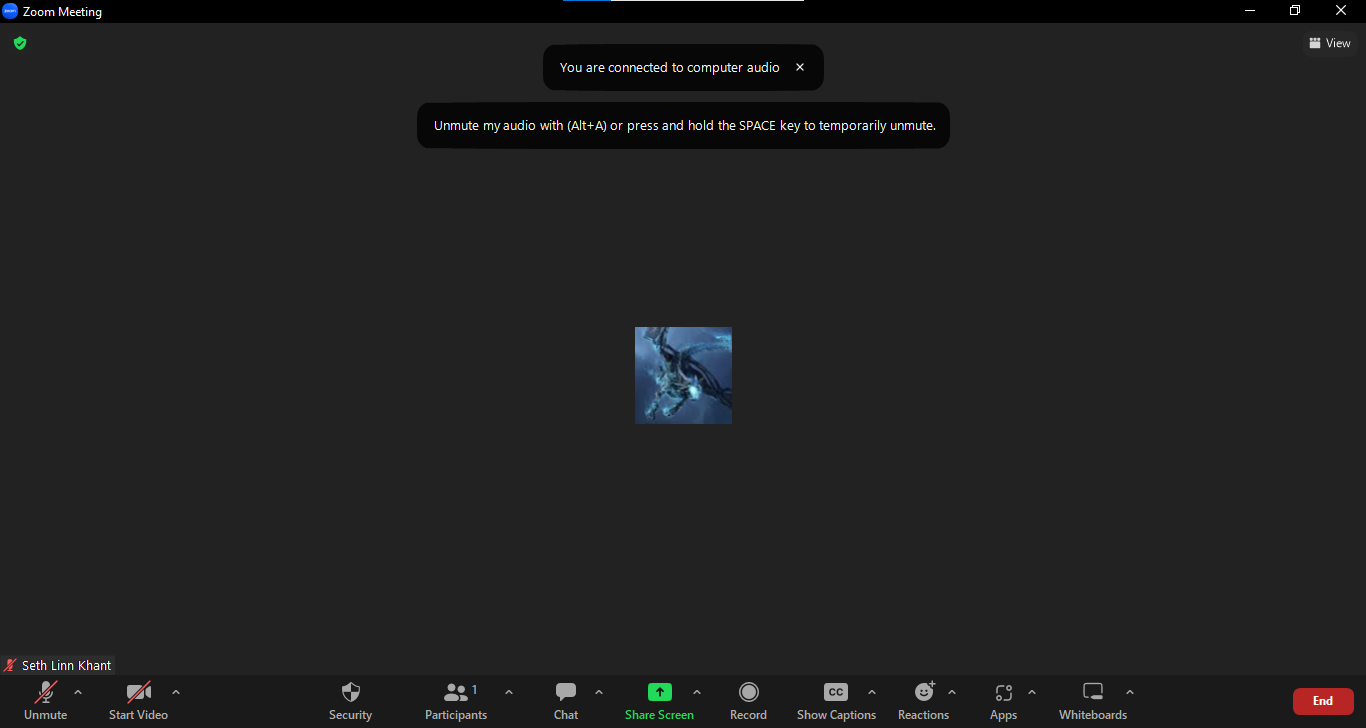 Zoom Meeting
View
You are connected to computer audio
Unmute my audio with (Alt+A) or press and hold the SPACE key to temporarily unmute.
Seth Linn Khant
Unmute
Start Video
Security
1
Participants
Chat
Share Screen
Record
CC
Show Captions
Reactions
Apps
Whiteboards
End